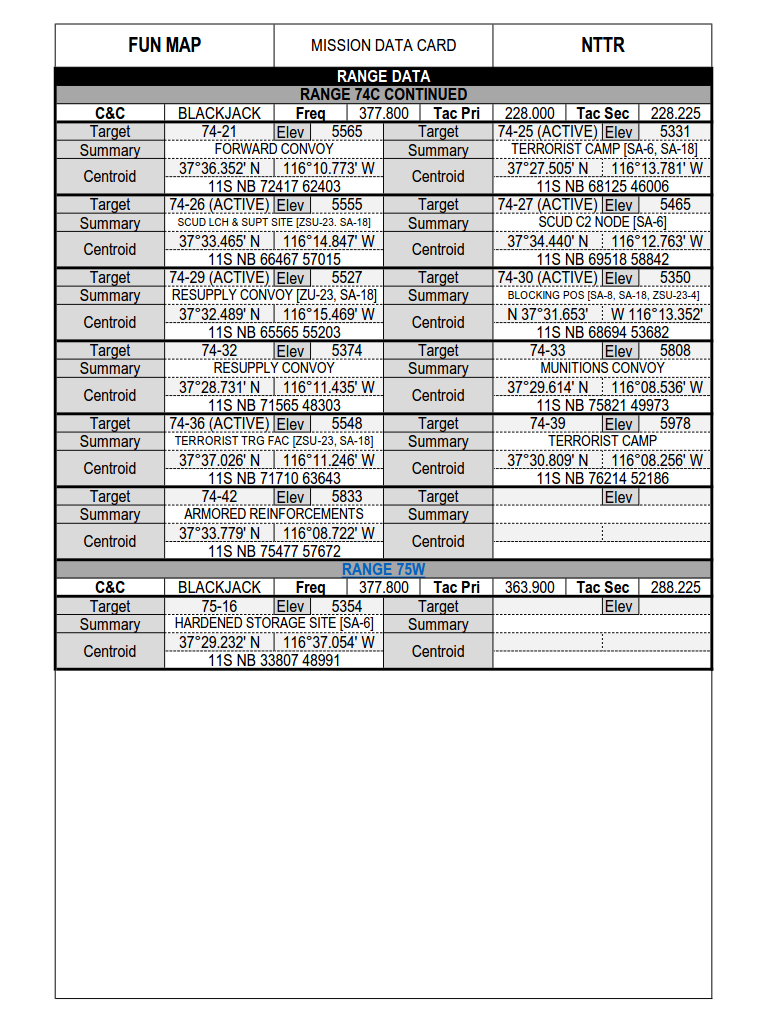 FUN MAP MISSION DATA CARD NTTR
RANGE DATA
RANGE 74C CONTINUED
C&C BLACKJACK Freq 377.800 Tac Pri 228.000 Tac Sec 228.225
Target 74-21 Elev 5565 Target 74-25 (ACTIVE) Elev 5331
Summary FORWARD CONVOY Summary TERRORIST CAMP [SA-6, SA-18]
Centroid 37°36.352' N 116°10.773' W Centroid 37°27.505' N 116°13.781' W
11S NB 72417 62403 11S NB 68125 46006
Target 74-26 (ACTIVE) Elev 5555 Target 74-27 (ACTIVE) Elev 5465
Summary SCUD LCH & SUPT SITE [ZSU-23. SA-18] Summary SCUD C2 NODE [SA-6]
Centroid 37°33.465' N 116°14.847' W Centroid 37°34.440' N 116°12.763' W
11S NB 66467 57015 11S NB 69518 58842
Target 74-29 (ACTIVE) Elev 5527 Target 74-30 (ACTIVE) Elev 5350
Summary RESUPPLY CONVOY [ZU-23, SA-18] Summary BLOCKING POS [SA-8, SA-18, ZSU-23-4]
Centroid 37°32.489' N 116°15.469' W Centroid N 37°31.653' W 116°13.352'
11S NB 65565 55203 11S NB 68694 53682
Target 74-32 Elev 5374 Target 74-33 Elev 5808
Summary RESUPPLY CONVOY Summary MUNITIONS CONVOY
Centroid 37°28.731' N 116°11.435' W Centroid 37°29.614' N 116°08.536' W
11S NB 71565 48303 11S NB 75821 49973
Target 74-36 (ACTIVE) Elev 5548 Target 74-39 Elev 5978
Summary TERRORIST TRG FAC [ZSU-23, SA-18] Summary TERRORIST CAMP
Centroid 37°37.026' N 116°11.246' W Centroid 37°30.809' N 116°08.256' W
11S NB 71710 63643 11S NB 76214 52186
Target 74-42 Elev 5833 Target Elev
Summary ARMORED REINFORCEMENTS Summary
Centroid 37°33.779' N 116°08.722' W Centroid
11S NB 75477 57672
RANGE 75W
C&C BLACKJACK Freq 377.800 Tac Pri 363.900 Tac Sec 288.225
Target 75-16 Elev 5354 Target Elev
Summary HARDENED STORAGE SITE [SA-6] Summary
Centroid 37°29.232' N 116°37.054' W Centroid
11S NB 33807 48991